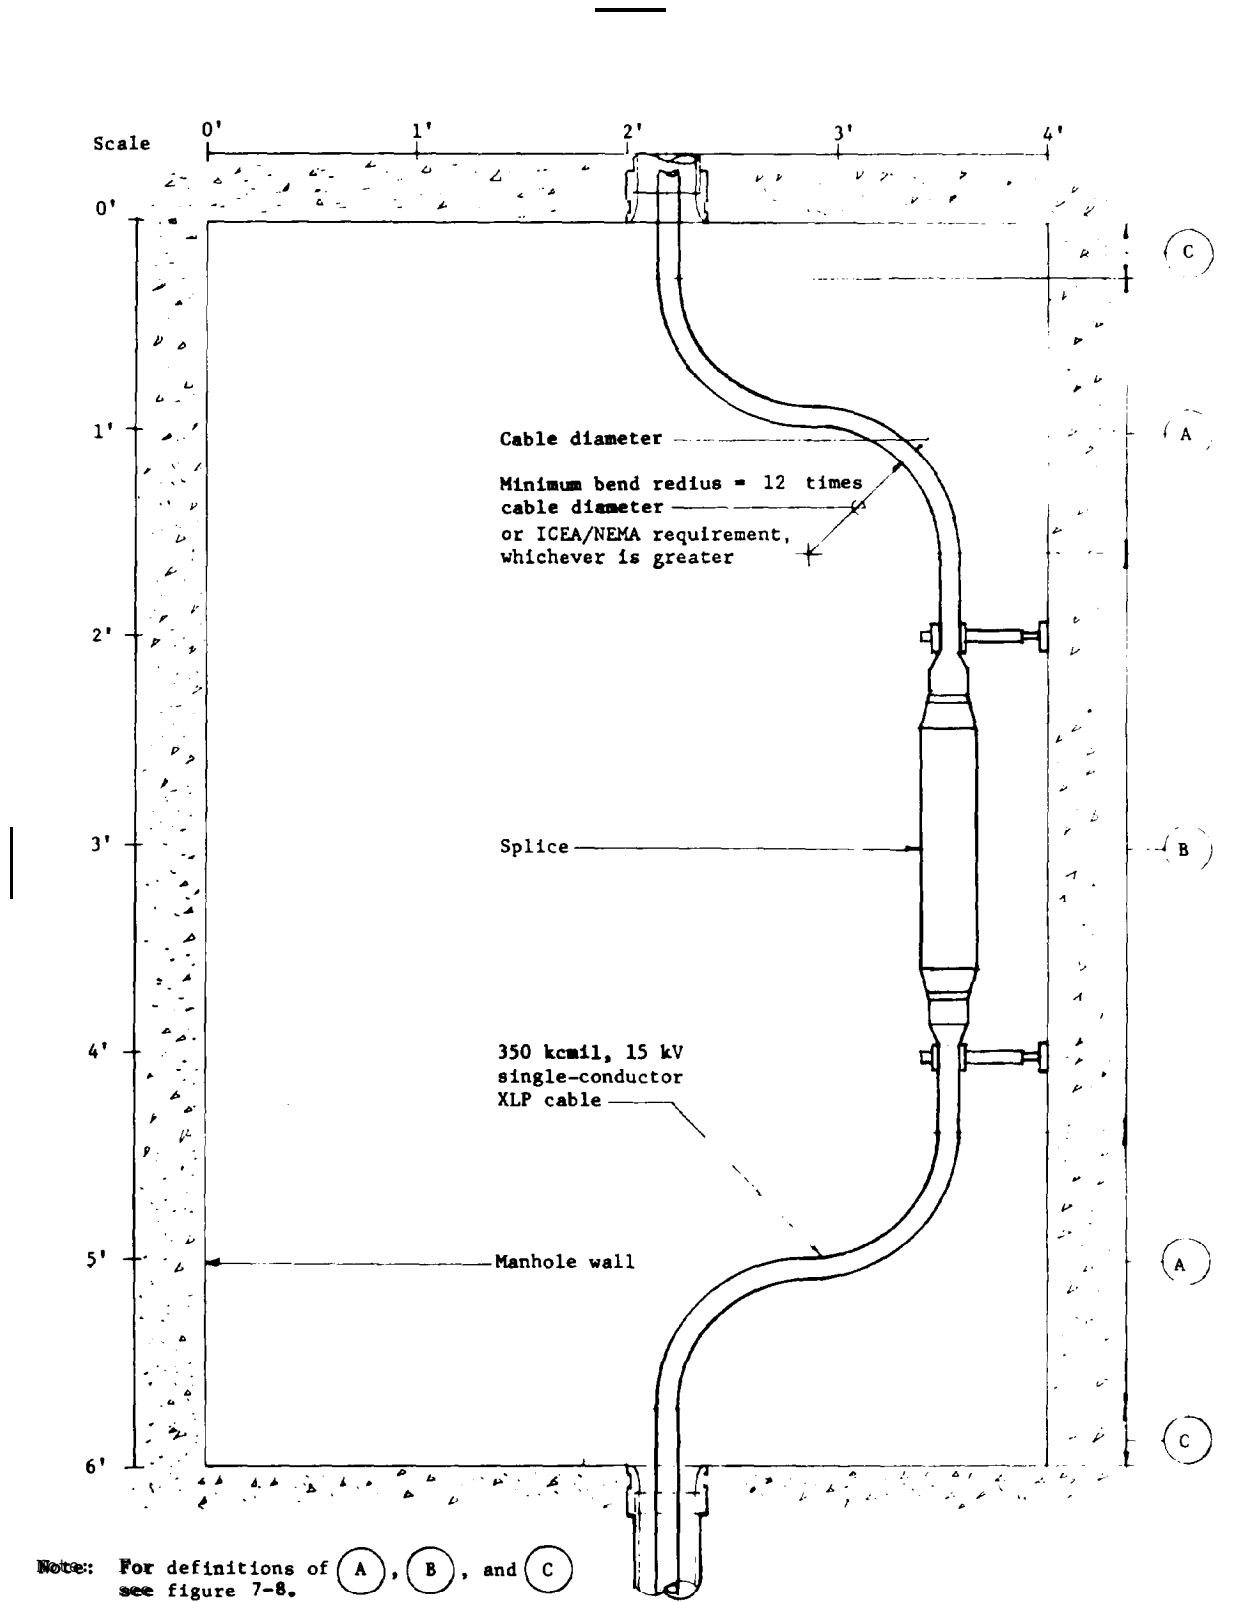 Scale
0' 1' 2' 3' 4'
0'
C
1'
A
Cable diameter
Minimum bend redius = 12 times
cable diameter
or ICEA/NEMA requirement,
whichever is greater
2'
3'
Splice
B
4'
350 kcmil, 15 kV
single-conductor
XLP cable
5'
Manhole wall
A
C
6'
Note: For definitions of A, B, and C
see figure 7-8.